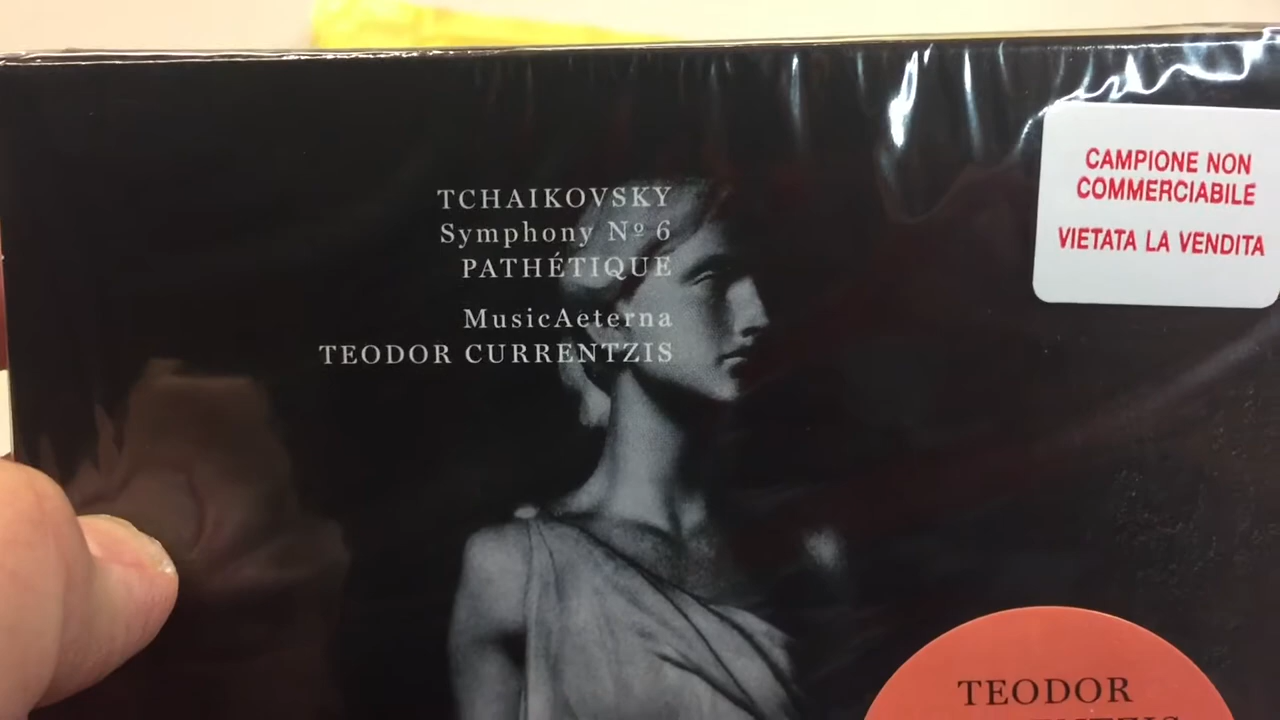 TCHAIKOVSKY
Symphony Nº 6
PATHÉTIQUE
MusicAeterna
TEODOR CURRENTZIS
CAMPIONE NON
COMMERCIABILE
VIETATA LA VENDITA
TEODOR